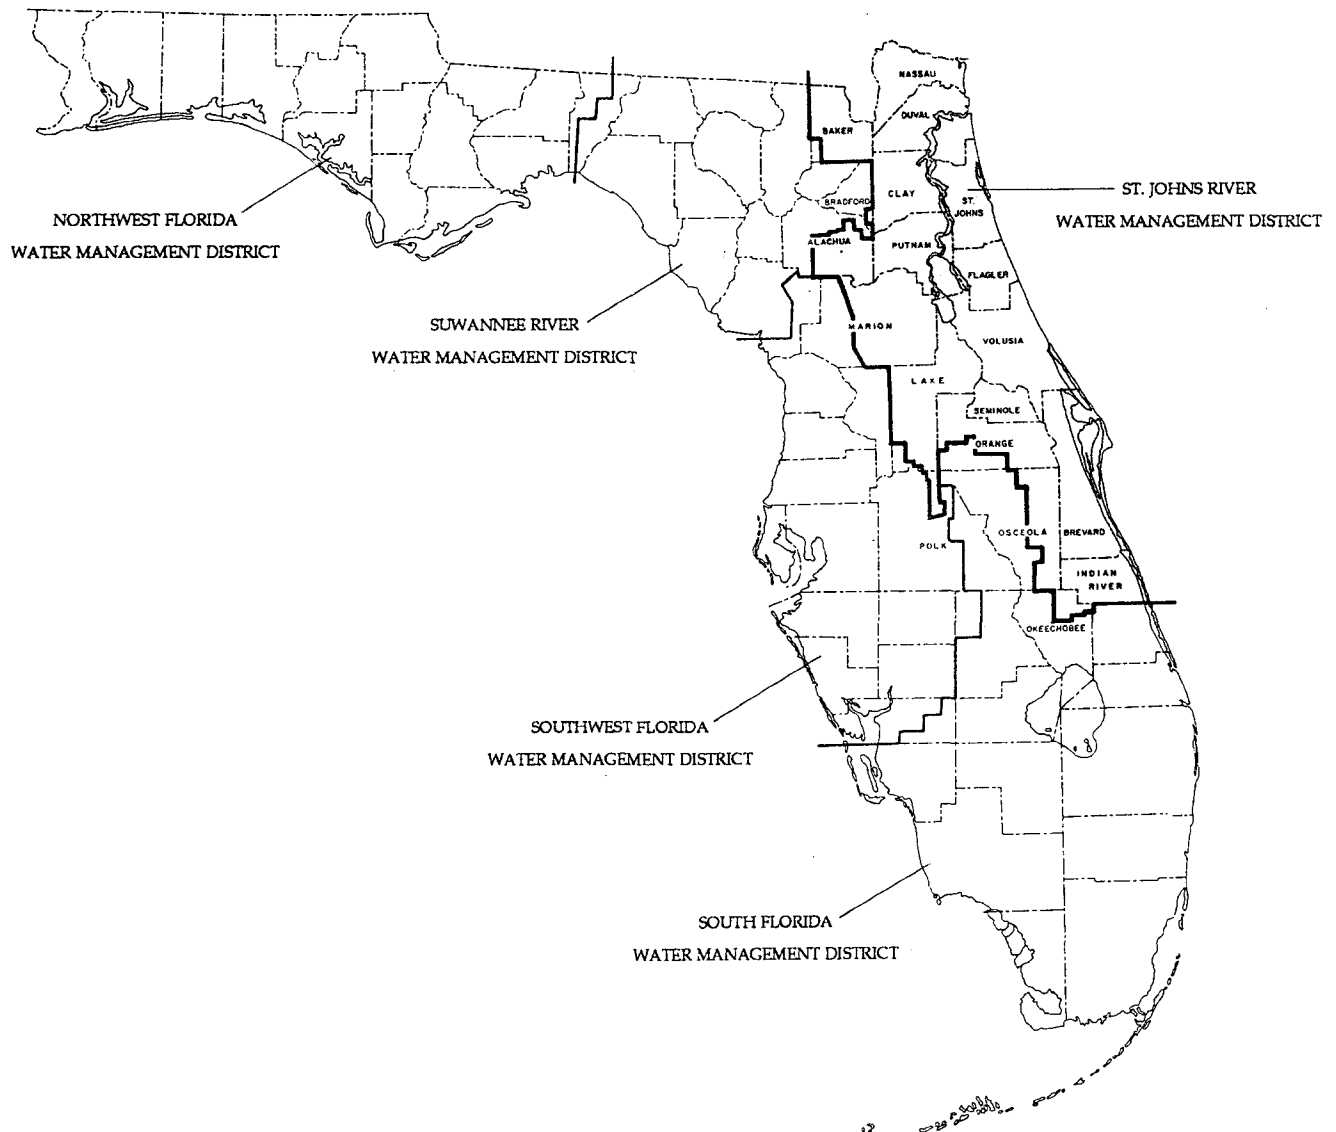 NASSAU
DUVAL
BAKER
CLAY
ST. JOHNS RIVER
WATER MANAGEMENT DISTRICT
BRADFORD
ST.
JOHNS
NORTHWEST FLORIDA
WATER MANAGEMENT DISTRICT
ALACHUA
PUTNAM
FLAGLER
SUWANNEE RIVER
WATER MANAGEMENT DISTRICT
MARION
VOLUSIA
LAKE
SEMINOLE
ORANGE
OSCEOLA
BREVARD
POLK
INDIAN
RIVER
OKEECHOBEE
SOUTHWEST FLORIDA
WATER MANAGEMENT DISTRICT
SOUTH FLORIDA
WATER MANAGEMENT DISTRICT